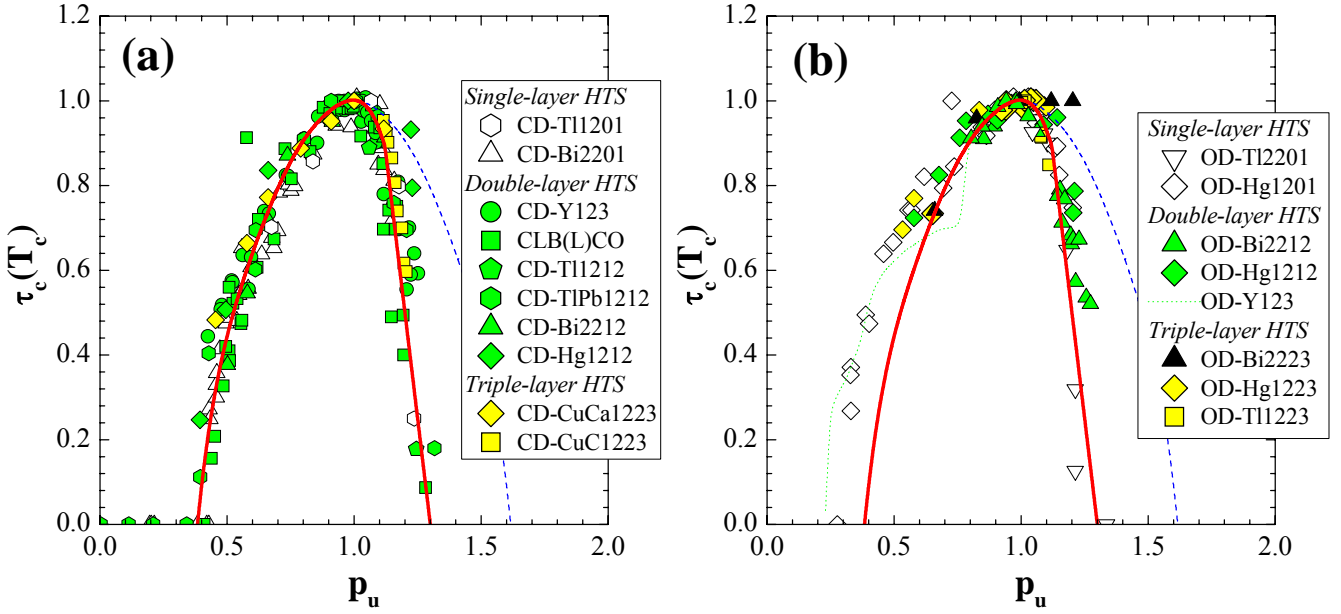 (a)
1.2
1.0
0.8
0.6
0.4
0.2
0.0
τc(Tc)
0.0 0.5 1.0 1.5 2.0
pu
Single-layer HTS
CD-Tl1201
CD-Bi2201
Double-layer HTS
CD-Y123
CLB(L)CO
CD-Tl1212
CD-TlPb1212
CD-Bi2212
CD-Hg1212
Triple-layer HTS
CD-CuCa1223
CD-CuC1223
(b)
1.2
1.0
0.8
0.6
0.4
0.2
0.0
τc(Tc)
0.0 0.5 1.0 1.5 2.0
pu
Single-layer HTS
OD-Tl2201
OD-Hg1201
Double-layer HTS
OD-Bi2212
OD-Hg1212
OD-Y123
Triple-layer HTS
OD-Bi2223
OD-Hg1223
OD-Tl1223